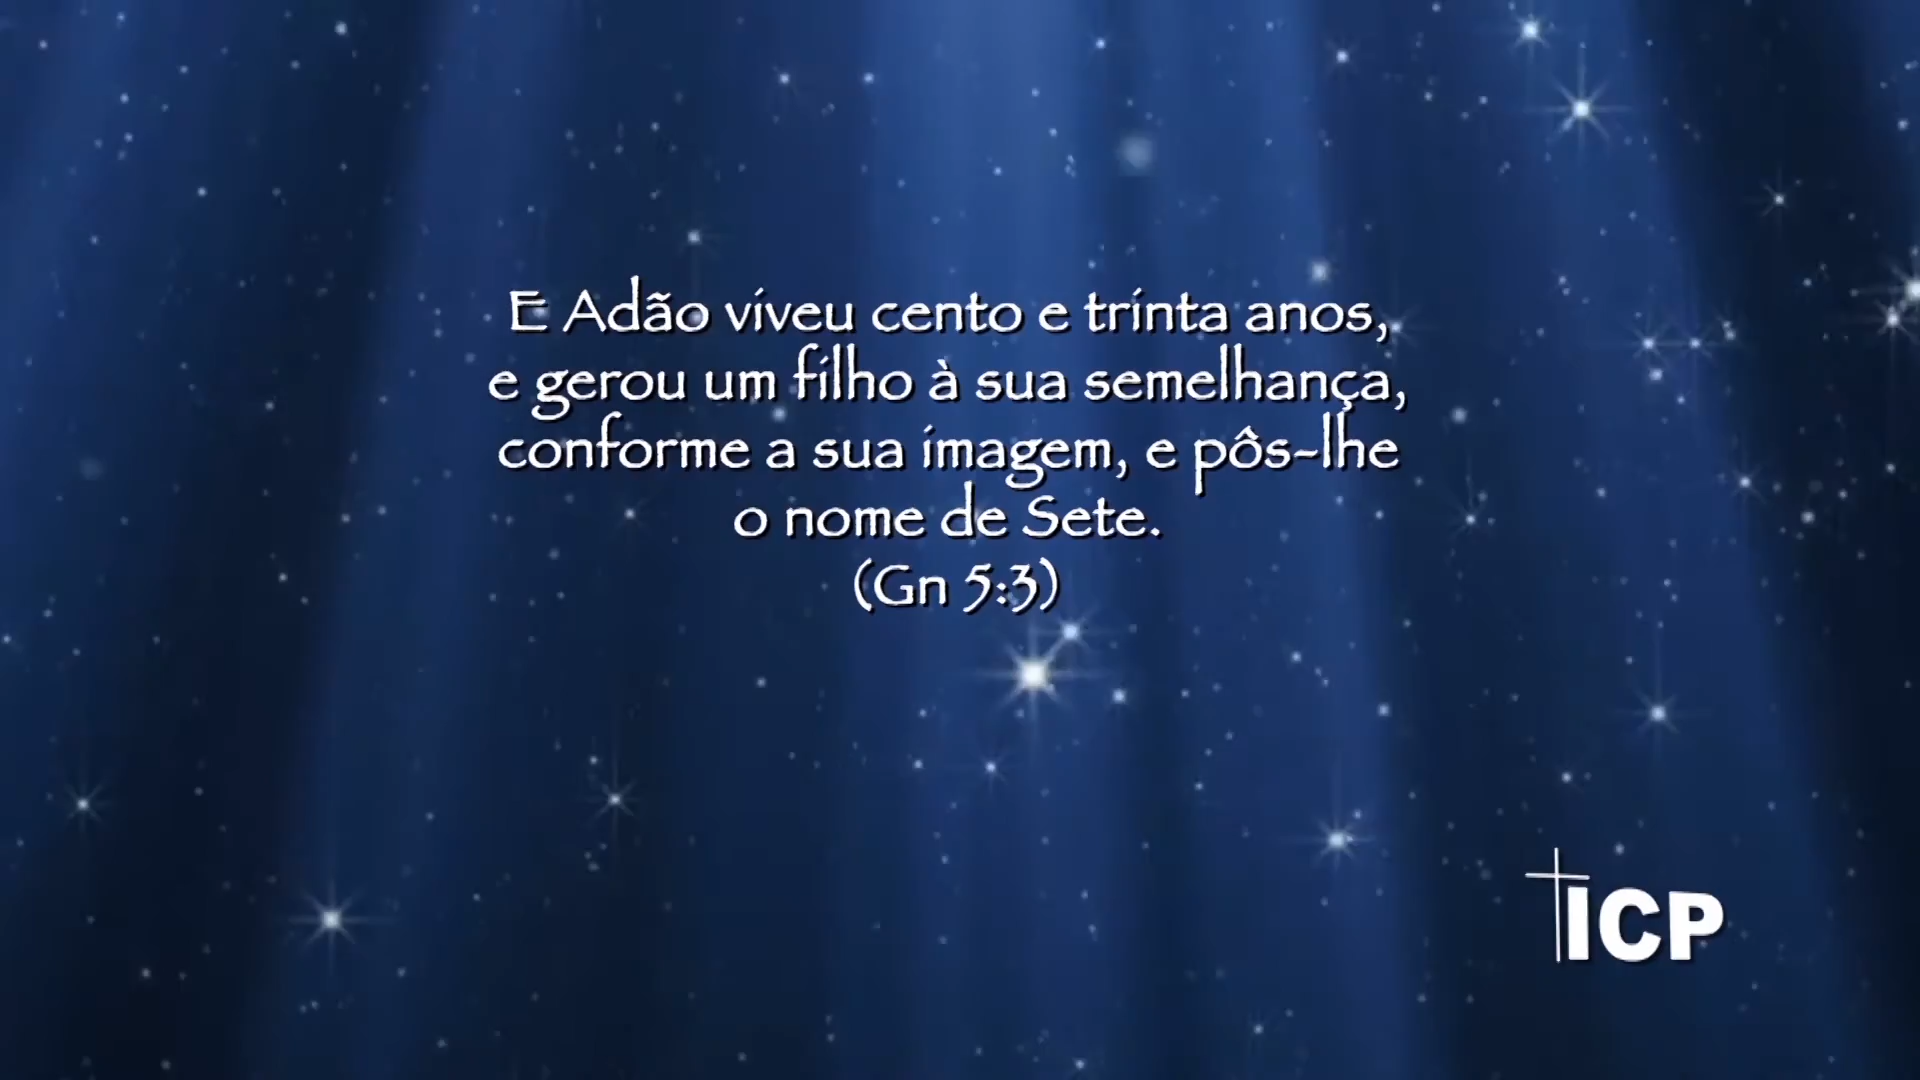 E Adão viveu cento e trinta anos,
e gerou um filho à sua semelhança,
conforme a sua imagem, e pôs-lhe
o nome de Sete.
(Gn 5:3)
ICP